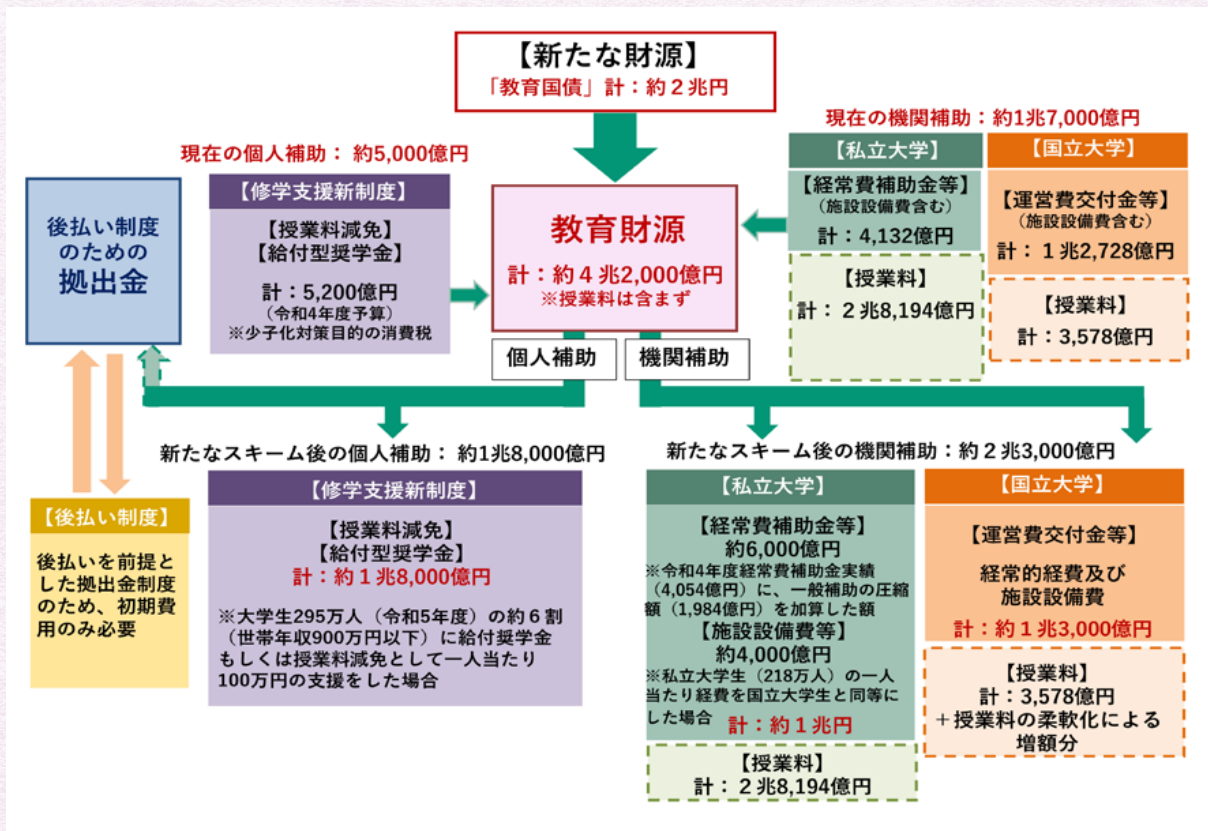 【新たな財源】
「教育国債」計：約２兆円
現在の個人補助： 約5,000億円
現在の機関補助：約1兆7,000億円
後払い制度
のための
拠出金
【修学支援新制度】
【授業料減免】
【給付型奨学金】
計：5,200億円
（令和4年度予算）
※少子化対策目的の消費税
教育財源
計：約４兆2,000億円
※授業料は含まず
【私立大学】
【経常費補助金等】
（施設設備費含む）
計：4,132億円
【授業料】
計：２兆8,194億円
【国立大学】
【運営費交付金等】
（施設設備費含む）
計：１兆2,728億円
【授業料】
計：3,578億円
個人補助
機関補助
新たなスキーム後の個人補助： 約1兆8,000億円
新たなスキーム後の機関補助：約２兆3,000億円
【後払い制度】
後払いを前提と
した拠出金制度
のため、初期費
用のみ必要
【修学支援新制度】
【授業料減免】
【給付型奨学金】
計：約１兆8,000億円
※大学生295万人（令和5年度）の約６割
（世帯年収900万円以下）に給付奨学金
もしくは授業料減免として一人当たり
100万円の支援をした場合
【私立大学】
【経常費補助金等】
約6,000億円
※令和4年度経常費補助金実績
（4,054億円）に、一般補助の圧縮
額（1,984億円）を加算した額
【施設設備費等】
約4,000億円
※私立大学生（218万人）の一人
当たり経費を国立大学生と同等に
した場合 計：約１兆円
【授業料】
計：２兆8,194億円
【国立大学】
【運営費交付金等】
経常的経費及び
施設設備費
計：約１兆3,000億円
【授業料】
計：3,578億円
＋授業料の柔軟化による
増額分